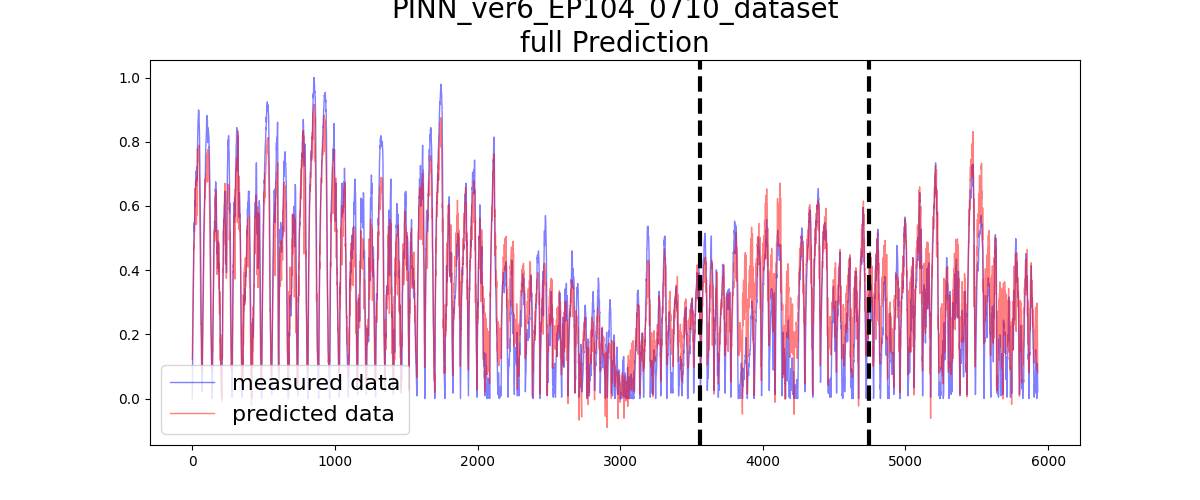 PINN_ver6_EP104_0710_dataset
full Prediction
1.0
0.8
0.6
0.4
0.2
0.0
measured data
predicted data
0 1000 2000 3000 4000 5000 6000